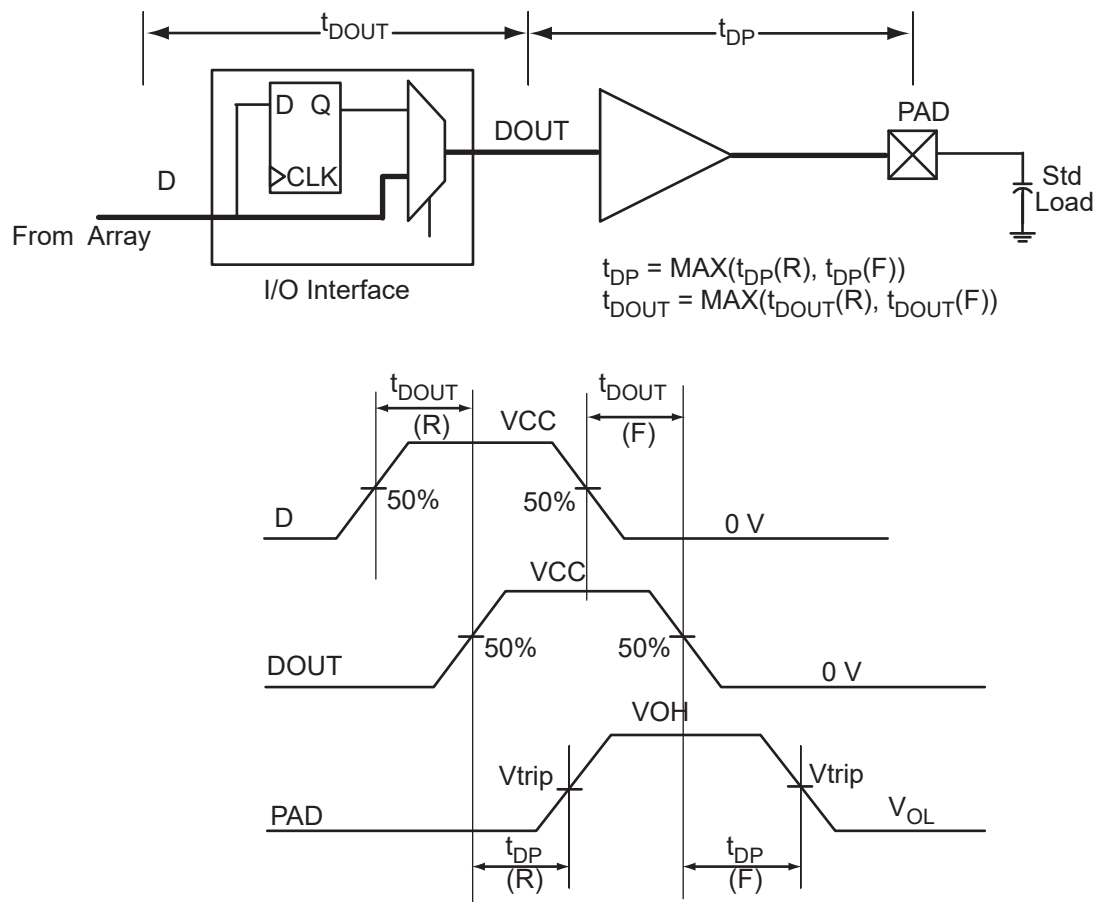 tDOUT
tDP
D Q
CLK
DOUT
PAD
D
From Array
Std
Load
I/O Interface
tDP = MAX(tDP(R), tDP(F))
tDOUT = MAX(tDOUT(R), tDOUT(F))
tDOUT
(R)
VCC
tDOUT
(F)
50%
50%
D
0 V
VCC
50%
50%
DOUT
0 V
VOH
Vtrip
Vtrip
PAD
VOL
tDP
(R)
tDP
(F)